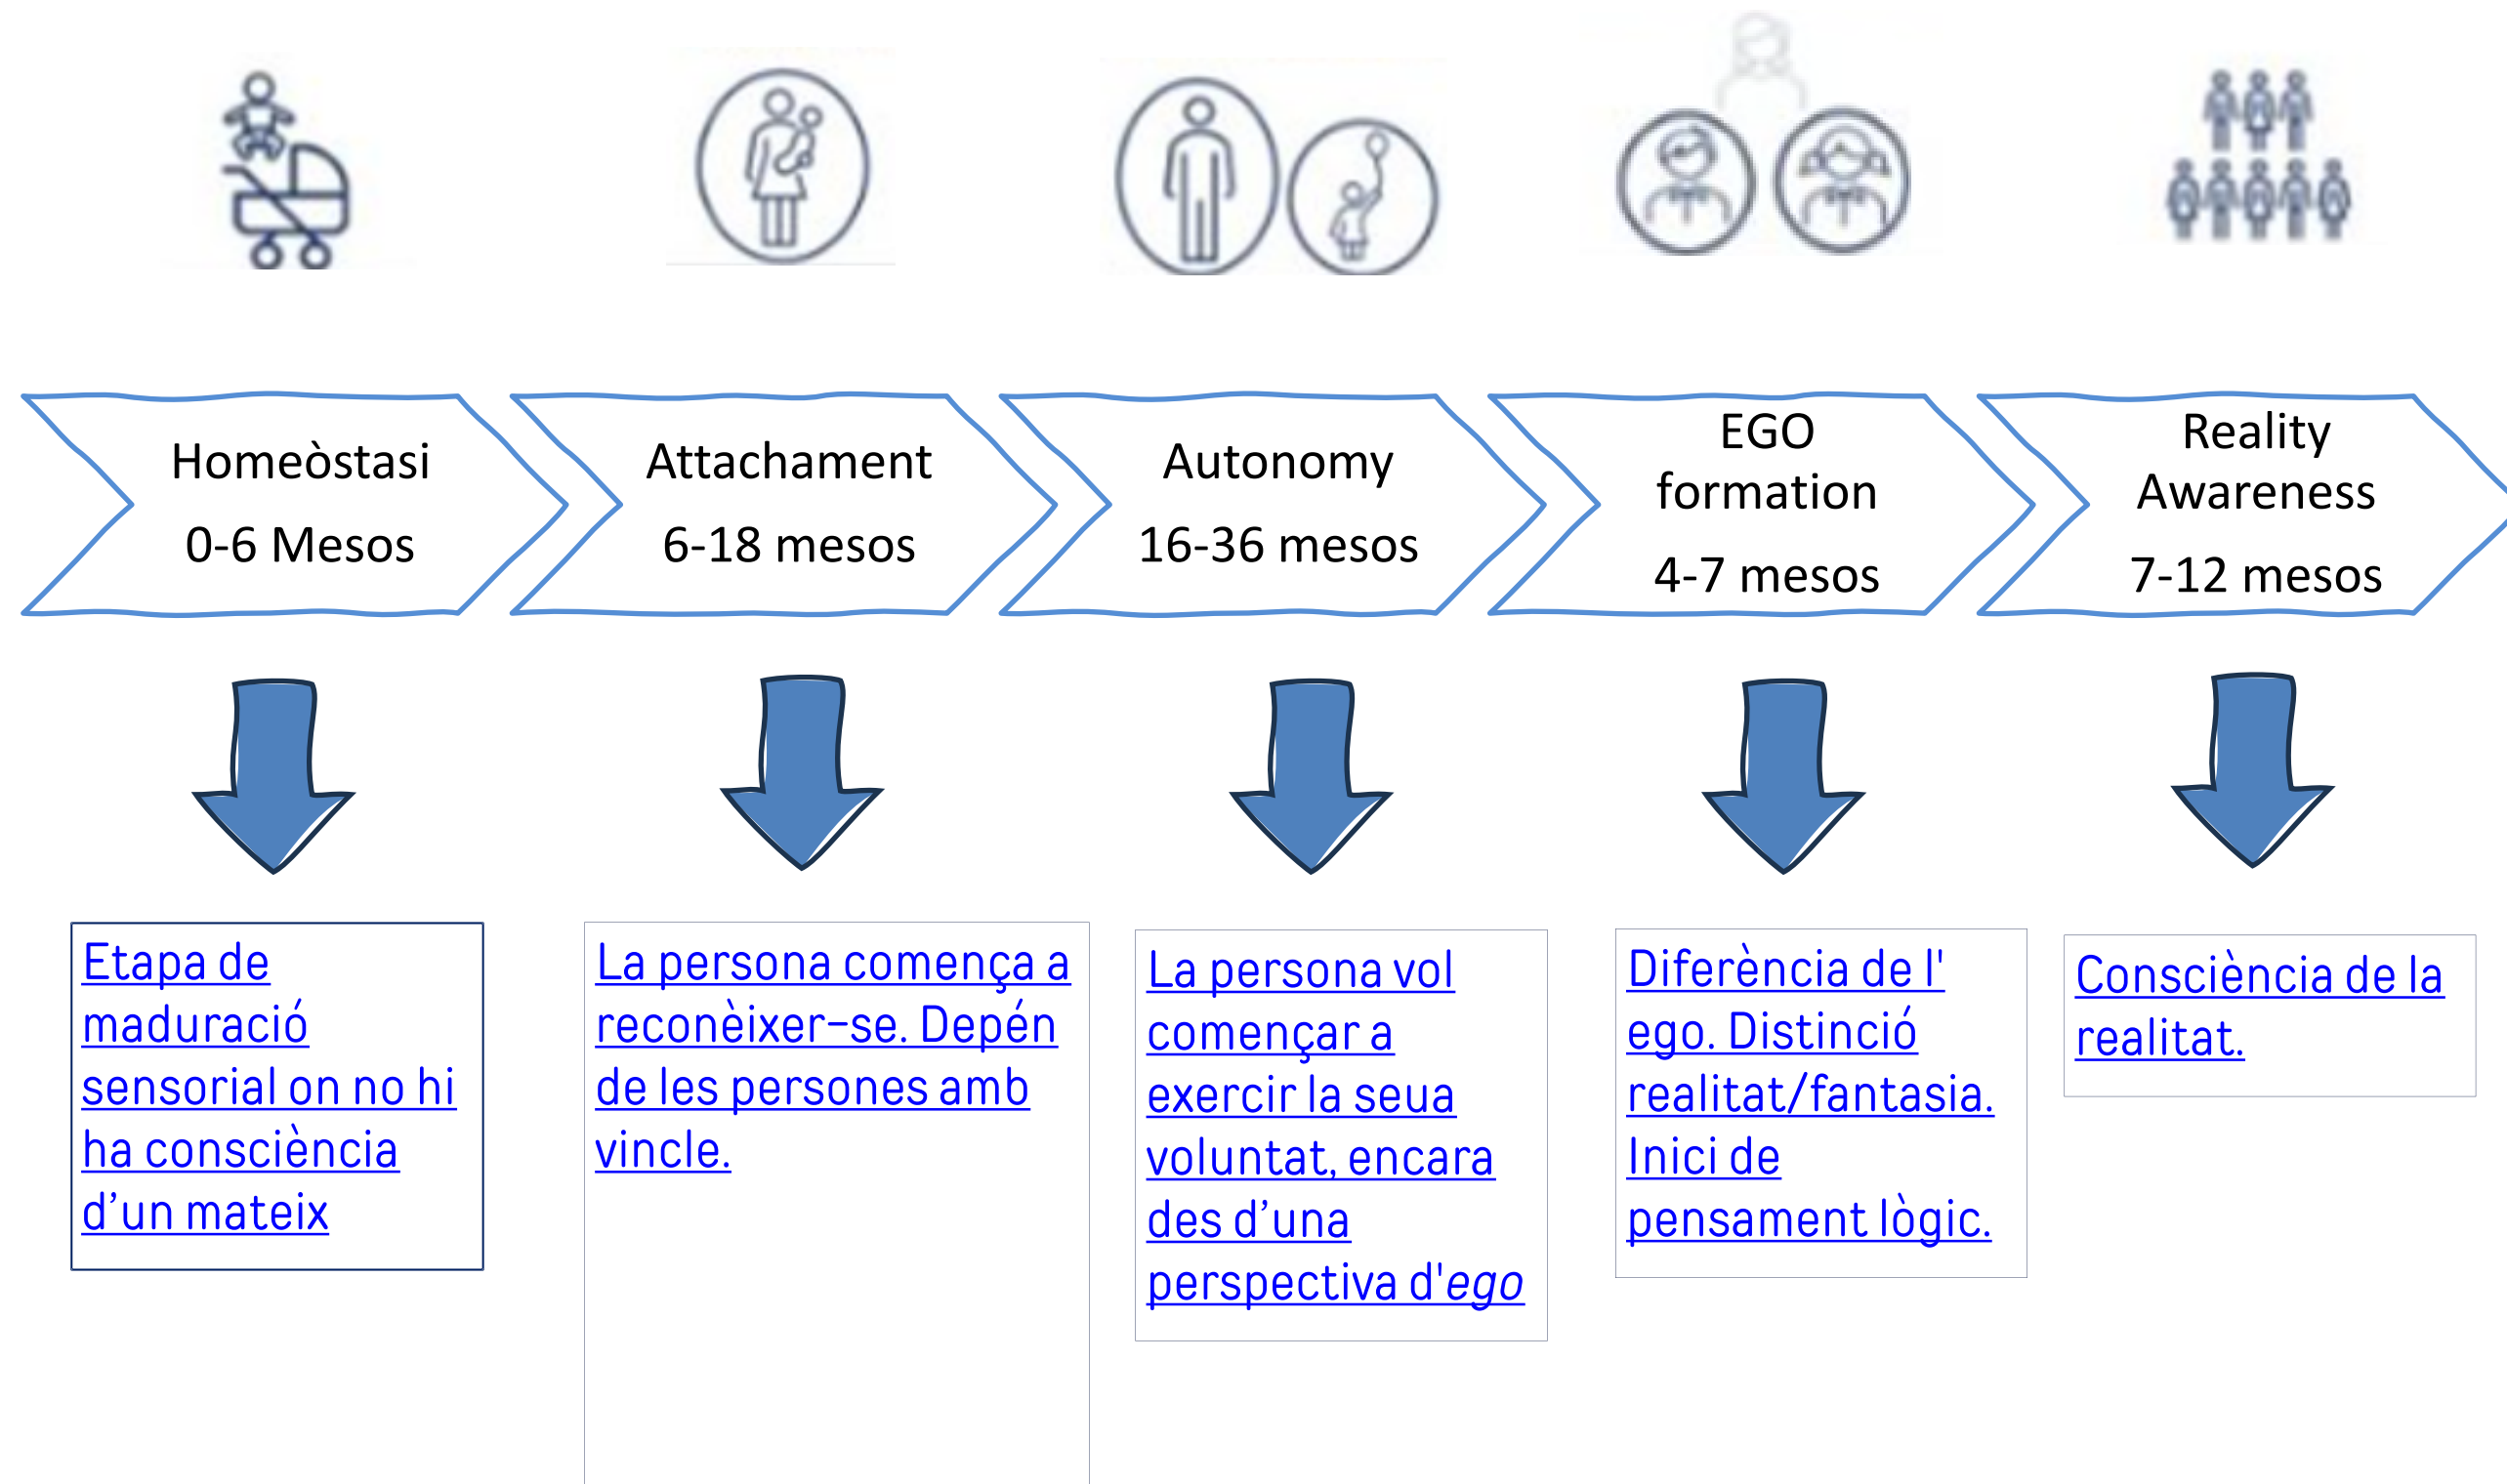 Homeòstasi
0-6 Mesos
Attachament
6-18 mesos
Autonomy
16-36 mesos
EGO
formation
4-7 mesos
Reality
Awareness
7-12 mesos
Etapa de
maduració
sensorial on no hi
ha consciència
d’un mateix
La persona comença a
reconèixer-se. Depén
de les persones amb
vincle.
La persona vol
començar a
exercir la seua
voluntat, encara
des d’una
perspectiva d'ego
Diferència de l'
ego. Distinció
realitat/fantasia.
Inici de
pensament lògic.
Consciència de la
realitat.